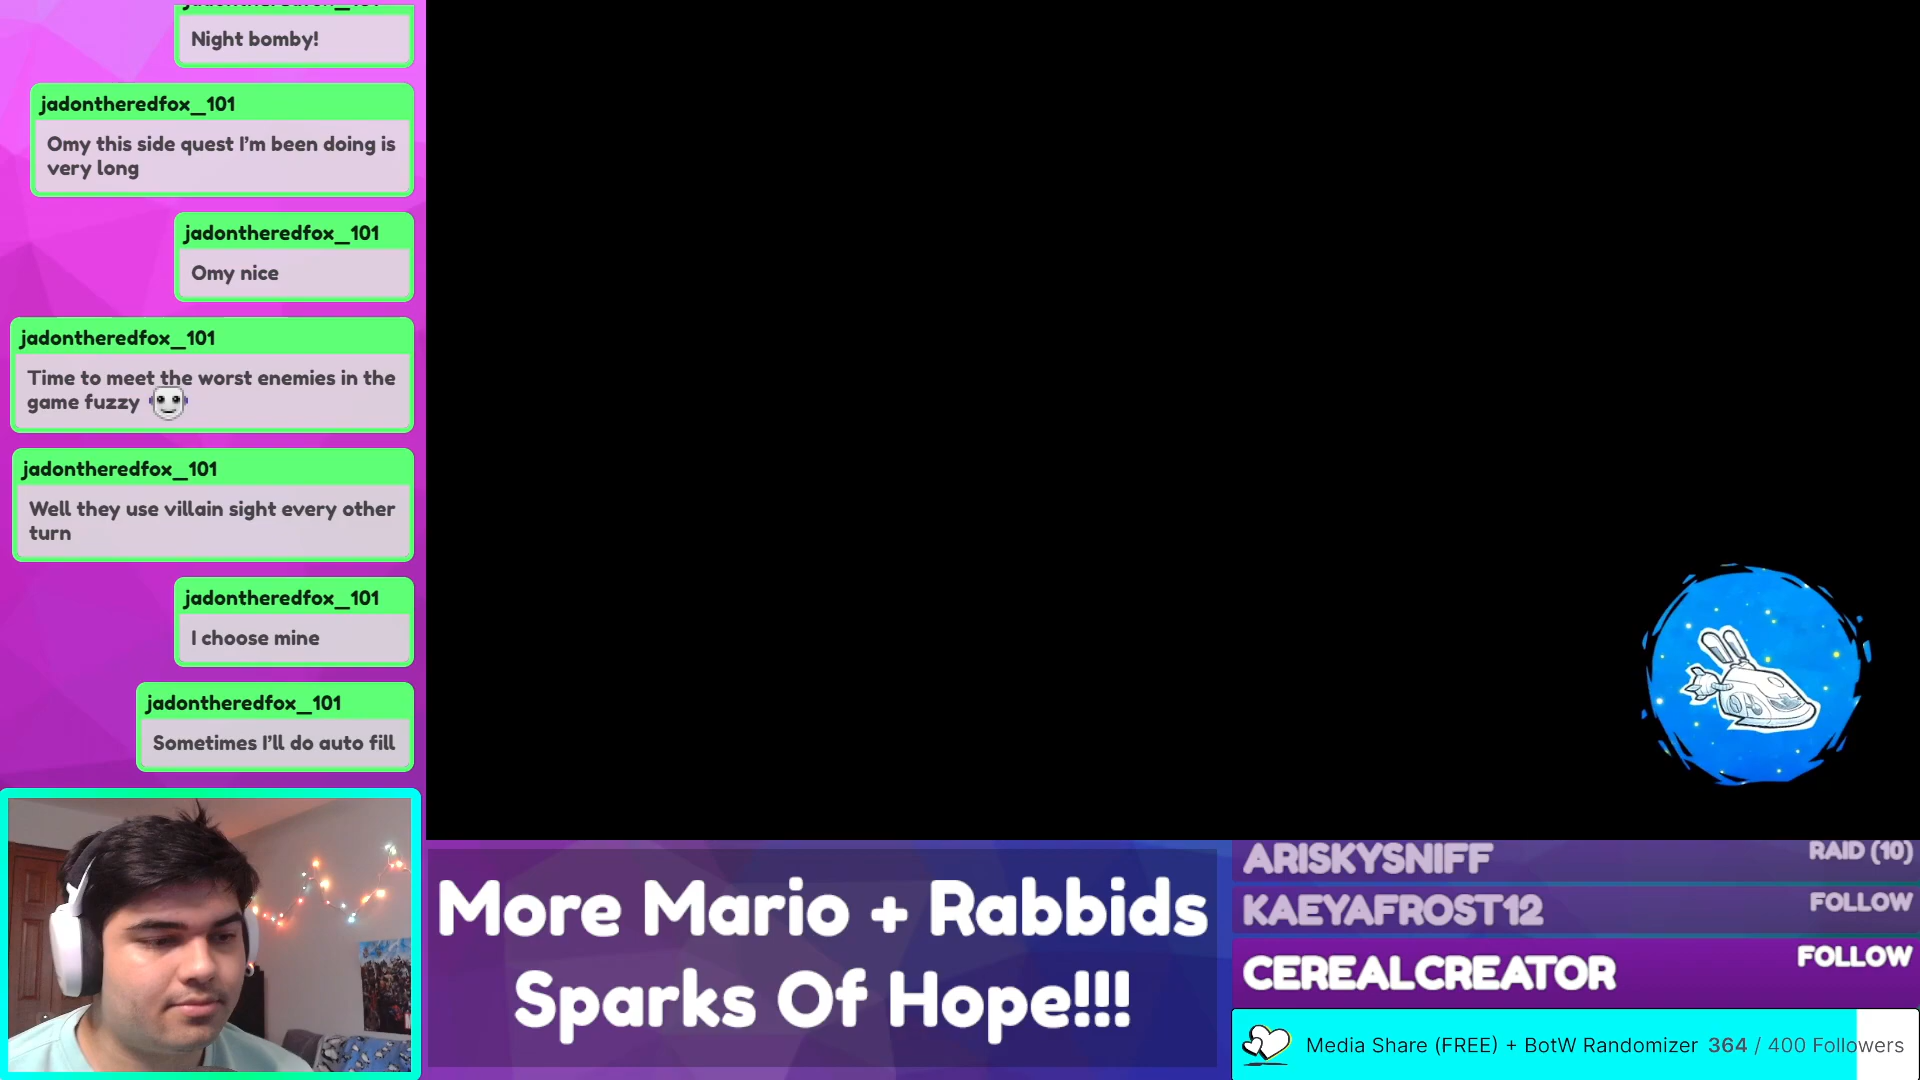 Night bomby!
jadontheredfox_101
Omy this side quest I'm been doing is
very long
jadontheredfox_101
Omy nice
jadontheredfox_101
Time to meet the worst enemies in the
game fuzzy
jadontheredfox_101
Well they use villain sight every other
turn
jadontheredfox_101
I choose mine
jadontheredfox_101
Sometimes I'll do auto fill
More Mario + Rabbids
Sparks Of Hope!!!
ARISKYSNIFF RAID (10)
KAEYAFROST12 FOLLOW
CEREALCREATOR FOLLOW
Media Share (FREE) + BotW Randomizer 364 / 400 Followers